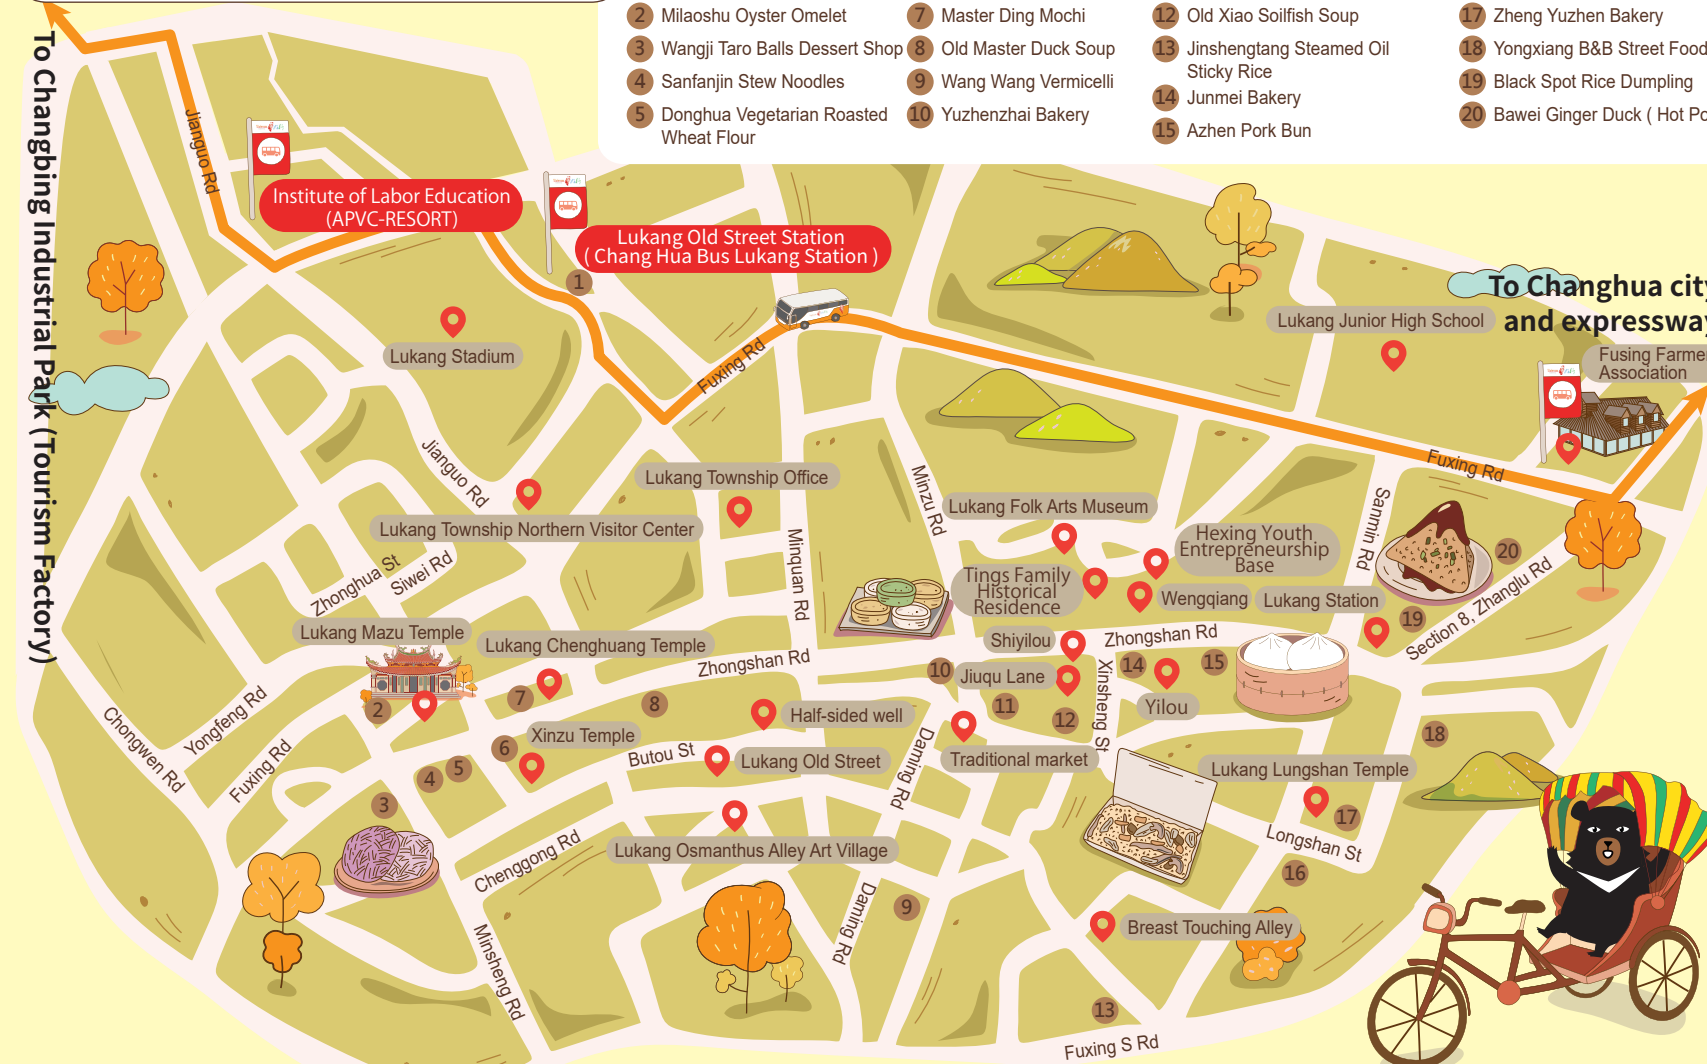 2 Milaoshu Oyster Omelet
3 Wangji Taro Balls Dessert Shop
4 Sanfanjin Stew Noodles
5 Donghua Vegetarian Roasted
Wheat Flour
7 Master Ding Mochi
8 Old Master Duck Soup
9 Wang Wang Vermicelli
10 Yuzhenzhai Bakery
12 Old Xiao Soilfish Soup
13 Jinshengtang Steamed Oil
Sticky Rice
14 Junmei Bakery
15 Azhen Pork Bun
17 Zheng Yuzhen Bakery
18 Yongxiang B&B Street Food
19 Black Spot Rice Dumpling
20 Bawei Ginger Duck ( Hot Po
To Changbing Industrial Park (Tourism Factory)
Jianguo Rd
Institute of Labor Education
(APVC-RESORT)
Lukang Old Street Station
( Chang Hua Bus Lukang Station )
1
To Changhua city
and expressway
Lukang Junior High School
Fusing Farme
Association
Lukang Stadium
Fuxing Rd
Jianguo Rd
Fuxing Rd
Lukang Township Office
Minzu Rd
Sanmin Rd
Lukang Folk Arts Museum
Lukang Township Northern Visitor Center
Hexing Youth
Entrepreneurship
Base
20
Minquan Rd
Zhonghua St
Siwei Rd
Tings Family
Historical
Residence
Wengqiang
Lukang Station
Section 8, Zhanglu Rd
19
Lukang Mazu Temple
Lukang Chenghuang Temple
Shiyilou
Zhongshan Rd
Zhongshan Rd
10
Jiuqu Lane
14
15
Xinsheng St
Yilou
2
7
8
11
12
Half-sided well
Yongfeng Rd
Chongwen Rd
Fuxing Rd
6
Xinzu Temple
Butou St
Lukang Old Street
Daming Rd
Traditional market
18
Lukang Lungshan Temple
4
5
3
17
Longshan St
Chenggong Rd
Lukang Osmanthus Alley Art Village
16
9
Daming Rd
Breast Touching Alley
Minsheng Rd
13
Fuxing S Rd